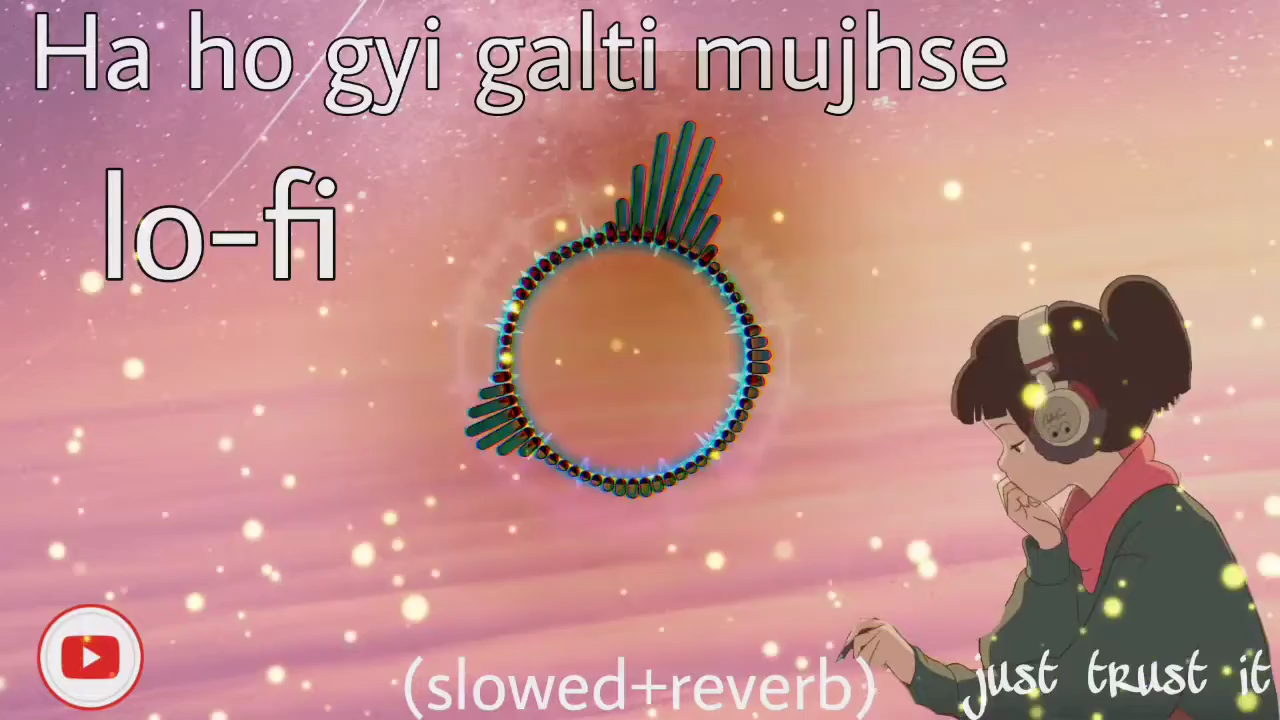 Ha ho gyi galti mujhse
lo-fi
(slowed+reverb)
just trust it